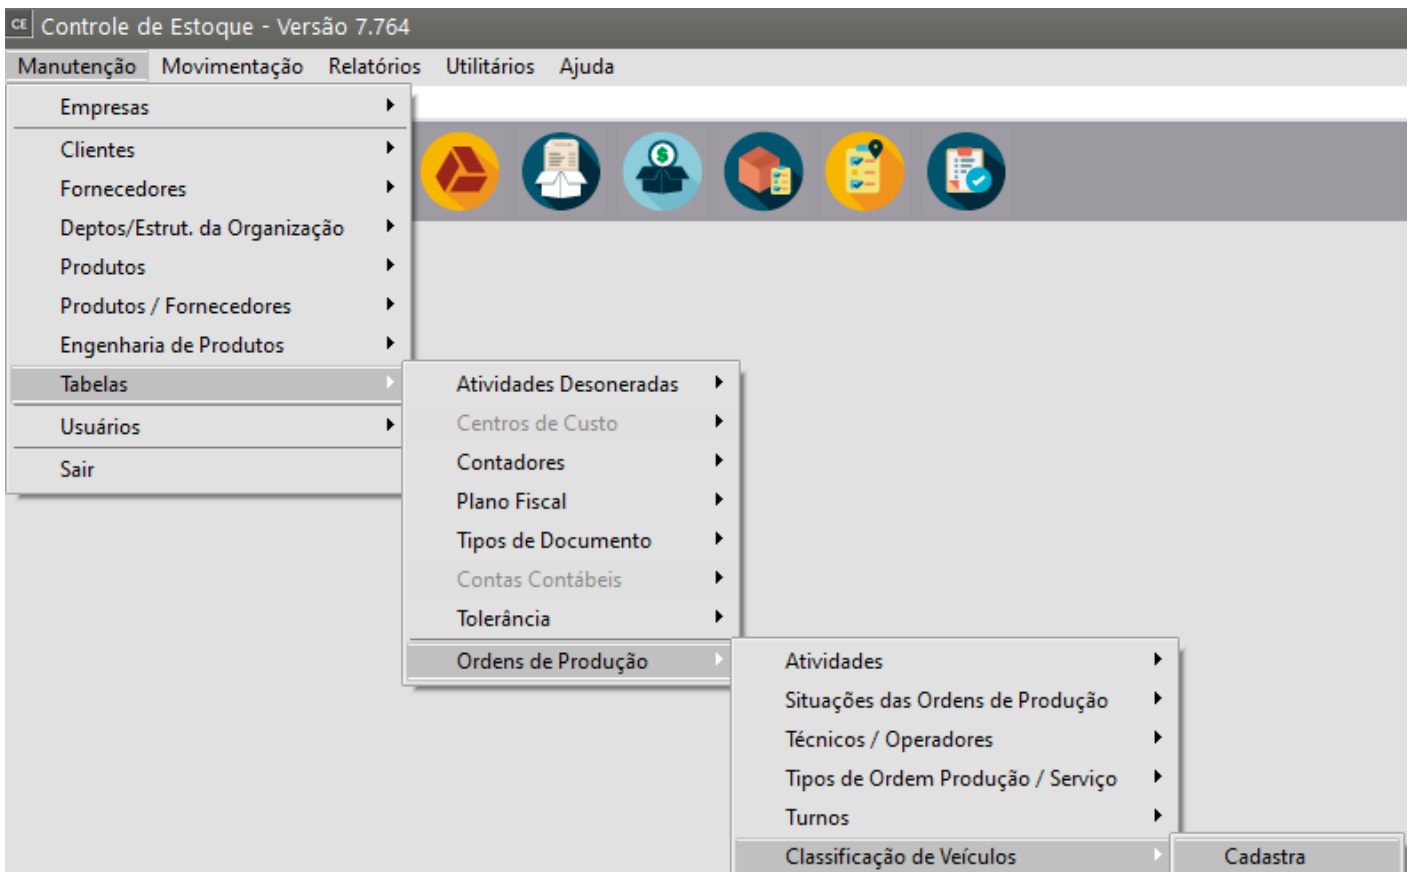 CE Controle de Estoque - Versão 7.764
Manutenção Movimentação Relatórios Utilitários Ajuda
Empresas
Clientes
Fornecedores
Deptos/Estrut. da Organização
Produtos
Produtos / Fornecedores
Engenharia de Produtos
Tabelas
Usuários
Sair
Atividades Desoneradas
Centros de Custo
Contadores
Plano Fiscal
Tipos de Documento
Contas Contábeis
Tolerância
Ordens de Produção
Atividades
Situações das Ordens de Produção
Técnicos / Operadores
Tipos de Ordem Produção / Serviço
Turnos
Classificação de Veículos
Cadastra